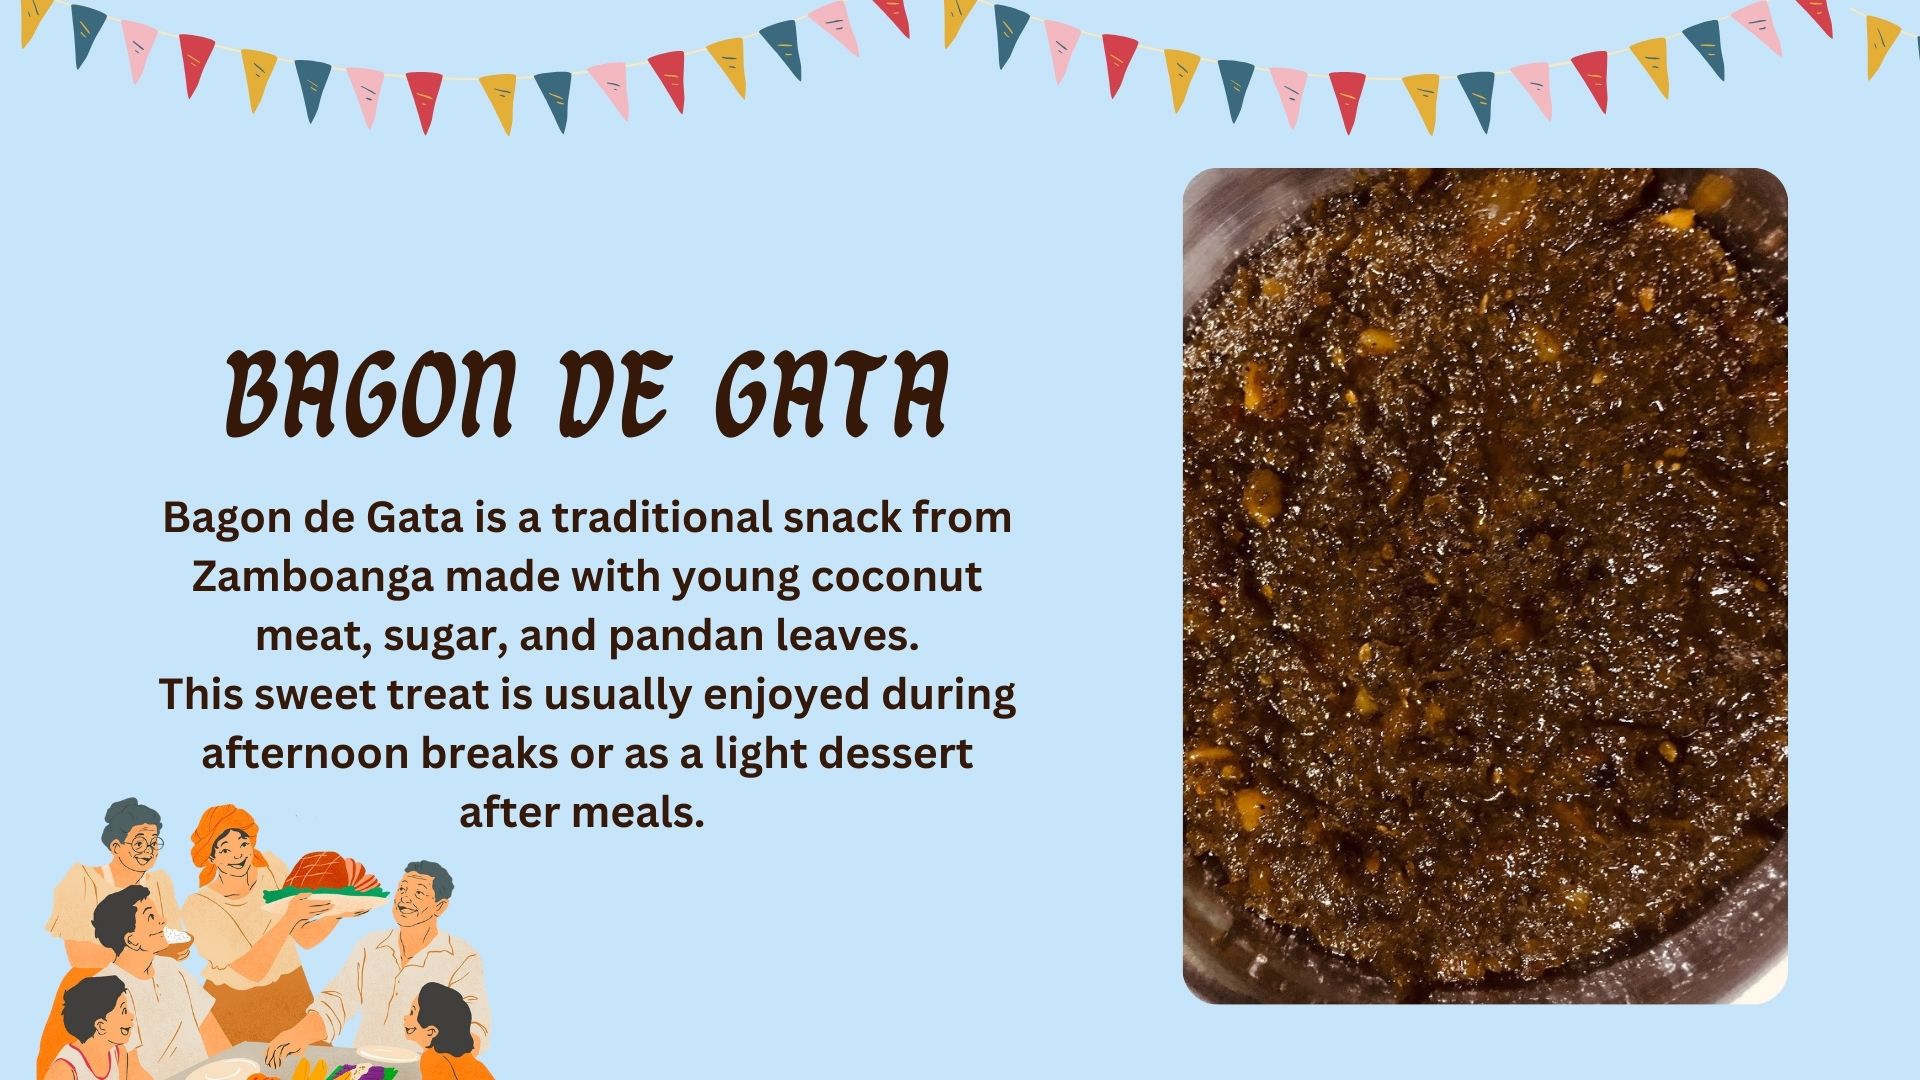 BAGON DE GATA
Bagon de Gata is a traditional snack from
Zamboanga made with young coconut
meat, sugar, and pandan leaves.
This sweet treat is usually enjoyed during
afternoon breaks or as a light dessert
after meals.